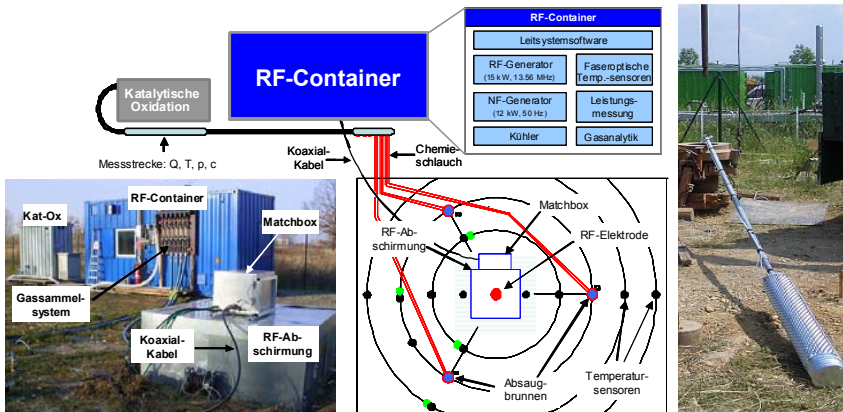 RF-Container
Leitsystemsoftware
RF-Generator
(15 kW, 13.56 MHz)
Faseroptische
Temp.-sensoren
NF-Generator
(12 kW, 50 Hz)
Leistungs-
messung
Kühler
Gasanalytik
RF-Container
Katalytische
Oxidation
Messstrecke: Q, T, p, c
Koaxial-
Kabel
Chemie-
schlauch
RF-Container
Kat-Ox
Matchbox
Gassammel-
system
Koaxial-
Kabel
RF-Ab-
schirmung
Matchbox
RF-Ab-
schirmung
RF-Elektrode
Absaug-
brunnen
Temperatur-
sensoren